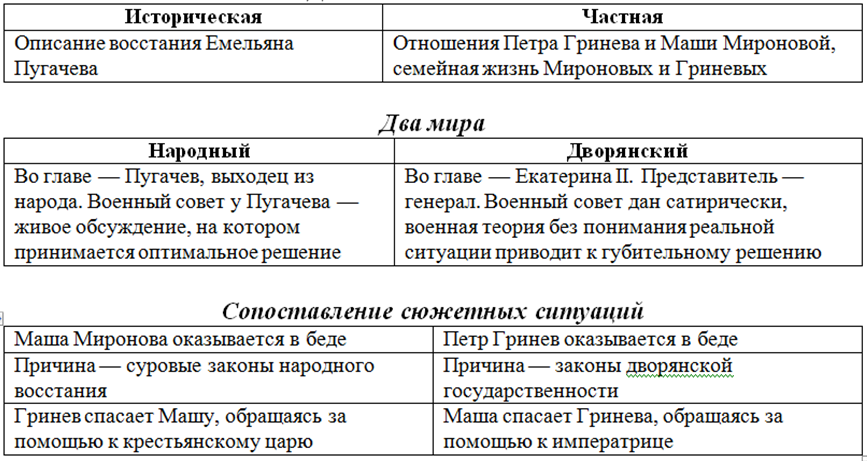 Историческая
Частная
Описание восстания Емельяна
Пугачева
Отношения Петра Гринева и Маши Мироновой,
семейная жизнь Мироновых и Гриневых
Два мира
Народный
Дворянский
Во главе — Пугачев, выходец из
народа. Военный совет у Пугачева —
живое обсуждение, на котором
принимается оптимальное решение
Во главе — Екатерина II. Представитель —
генерал. Военный совет дан сатирически,
военная теория без понимания реальной
ситуации приводит к губительному решению
Сопоставление сюжетных ситуаций
Маша Миронова оказывается в беде
Петр Гринев оказывается в беде
Причина — суровые законы народного
восстания
Причина — законы дворянской
государственности
Гринев спасает Машу, обращаясь за
помощью к крестьянскому царю
Маша спасает Гринева, обращаясь за
помощью к императрице